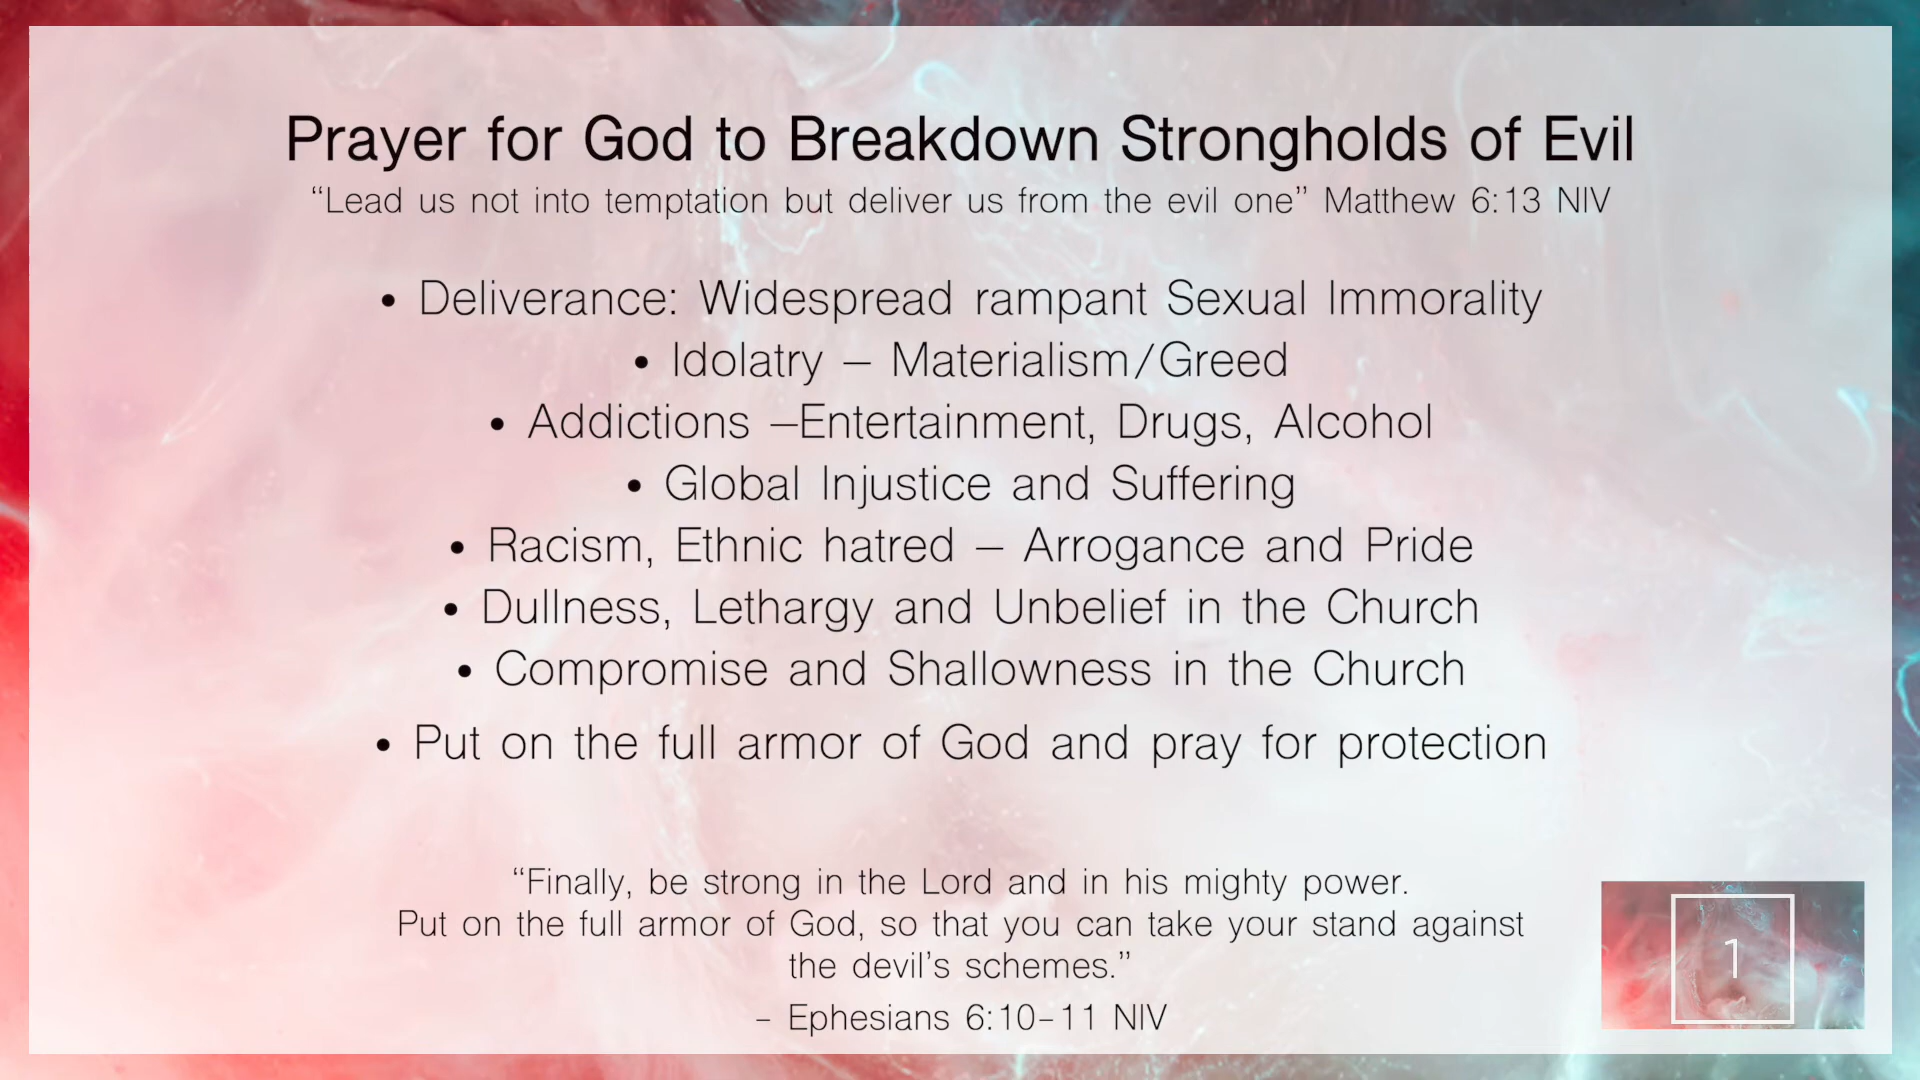 Prayer for God to Breakdown Strongholds of Evil
“Lead us not into temptation but deliver us from the evil one” Matthew 6:13 NIV
• Deliverance: Widespread rampant Sexual Immorality
• Idolatry – Materialism/Greed
• Addictions –Entertainment, Drugs, Alcohol
• Global Injustice and Suffering
• Racism, Ethnic hatred – Arrogance and Pride
• Dullness, Lethargy and Unbelief in the Church
• Compromise and Shallowness in the Church
• Put on the full armor of God and pray for protection
“Finally, be strong in the Lord and in his mighty power.
Put on the full armor of God, so that you can take your stand against
the devil’s schemes.”
- Ephesians 6:10-11 NIV
1